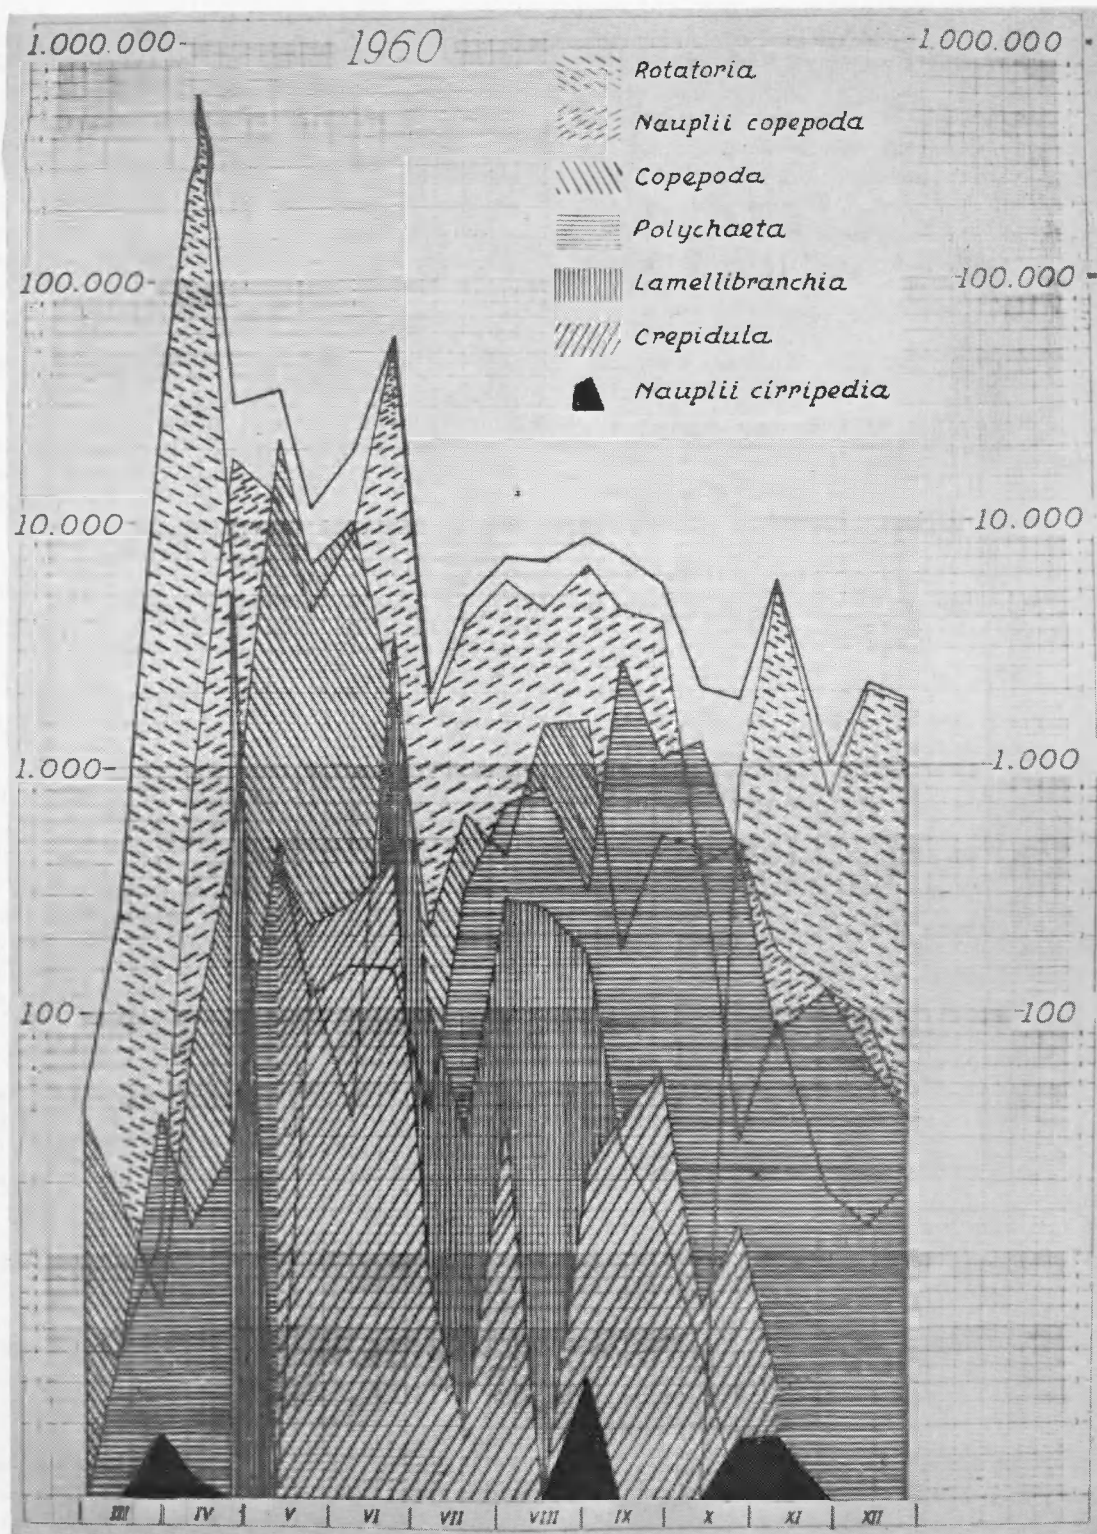 1.000.000
1960
1.000.000
Rotatoria
Nauplii copepoda
Copepoda
Polychaeta
100.000
100.000
Lamellibranchia
Crepidula
Nauplii cirripedia
10.000
10.000
1.000
1.000
100
100
III IV V VI VII VIII IX X XI XII